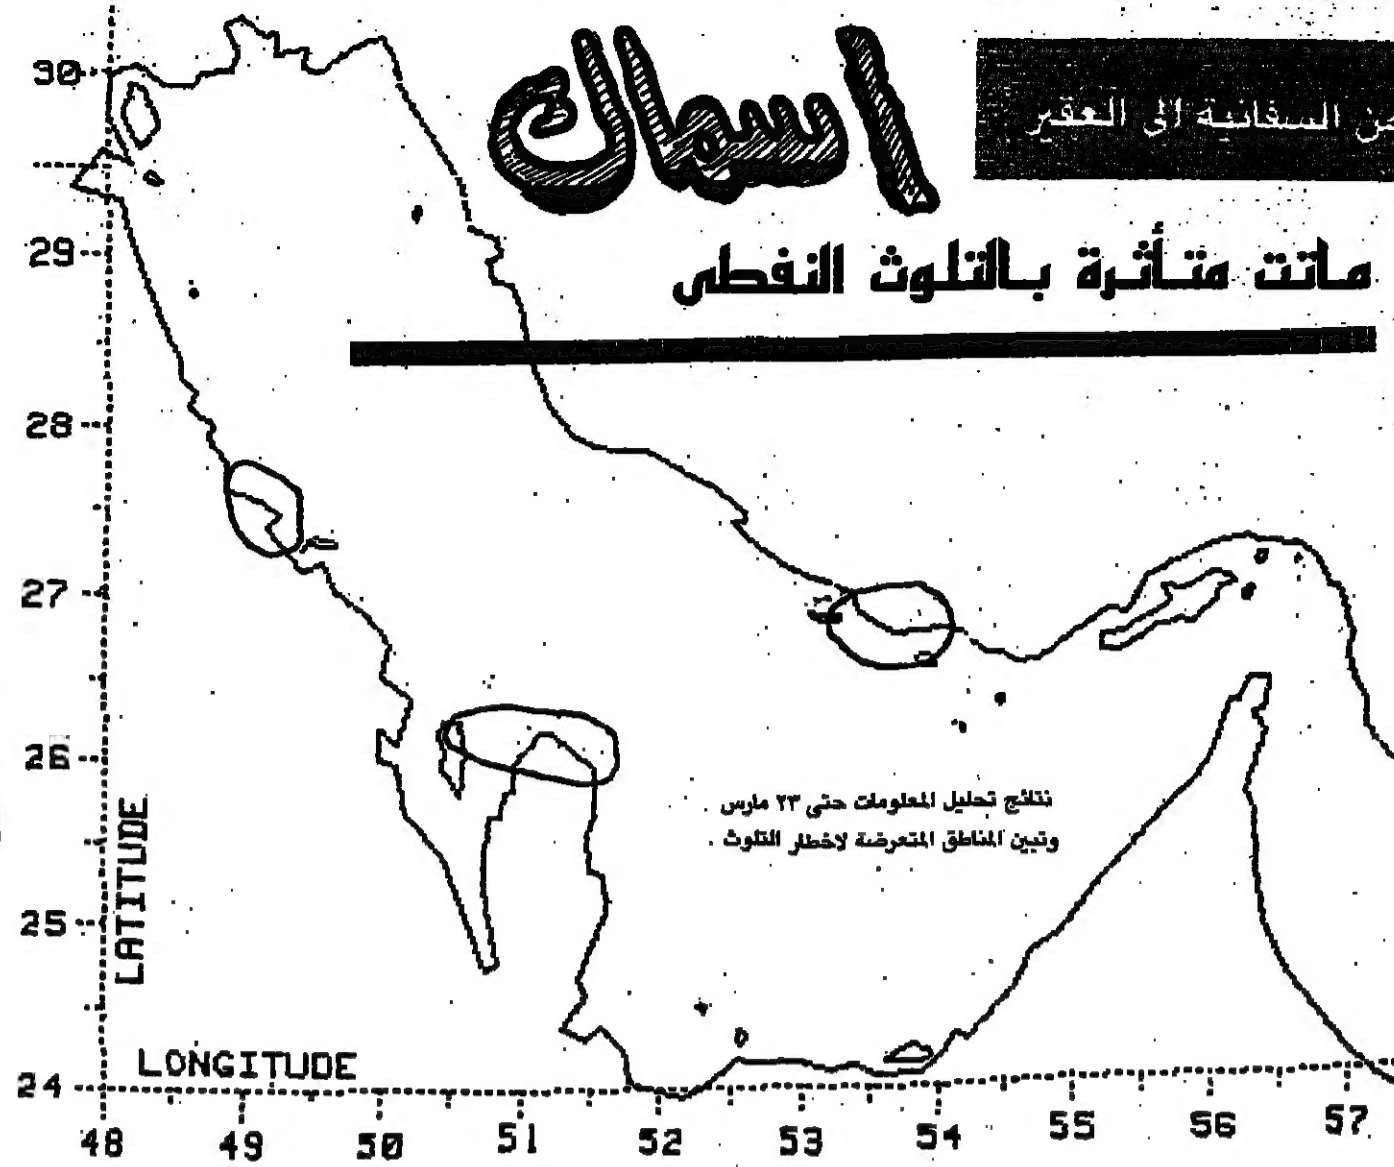 من السفانية الى العقير
اسماك
ماتت متأثرة بالتلوث النفطي
30
29
28
27
26
25
24
LATITUDE
نتائج تحليل المعلومات حتى ٢٣ مارس
وتبين المناطق المتعرضة لاخطار التلوث .
LONGITUDE
48 49 50 51 52 53 54 55 56 57